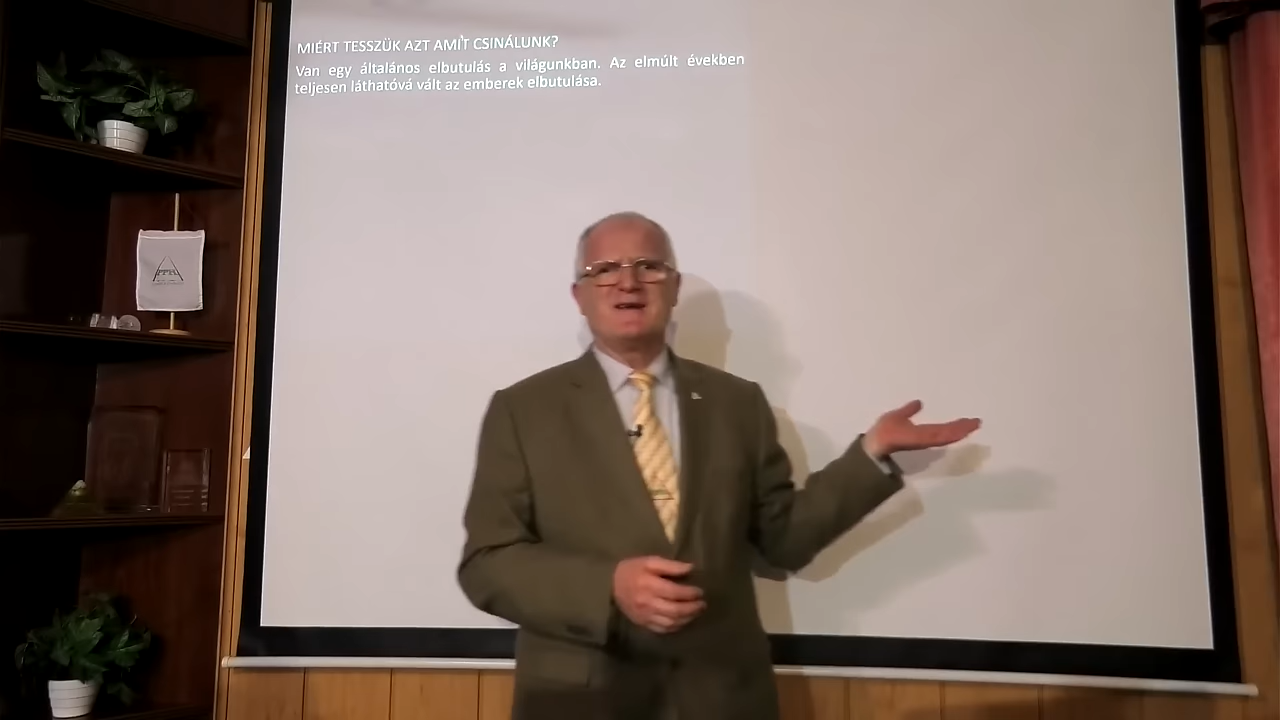 MIÉRT TESSZÜK AZT AMIT CSINÁLUNK?
Van egy általános elbutulás a világunkban. Az elmúlt években
teljesen láthatóvá vált az emberek elbutulása.